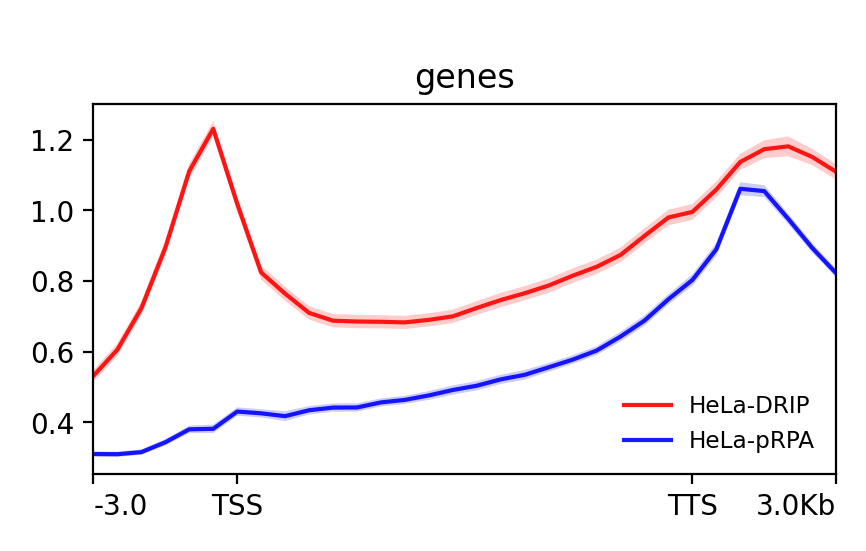 genes
1.2
1.0
0.8
0.6
0.4
HeLa-DRIP
HeLa-pRPA
-3.0 TSS TTS 3.0Kb